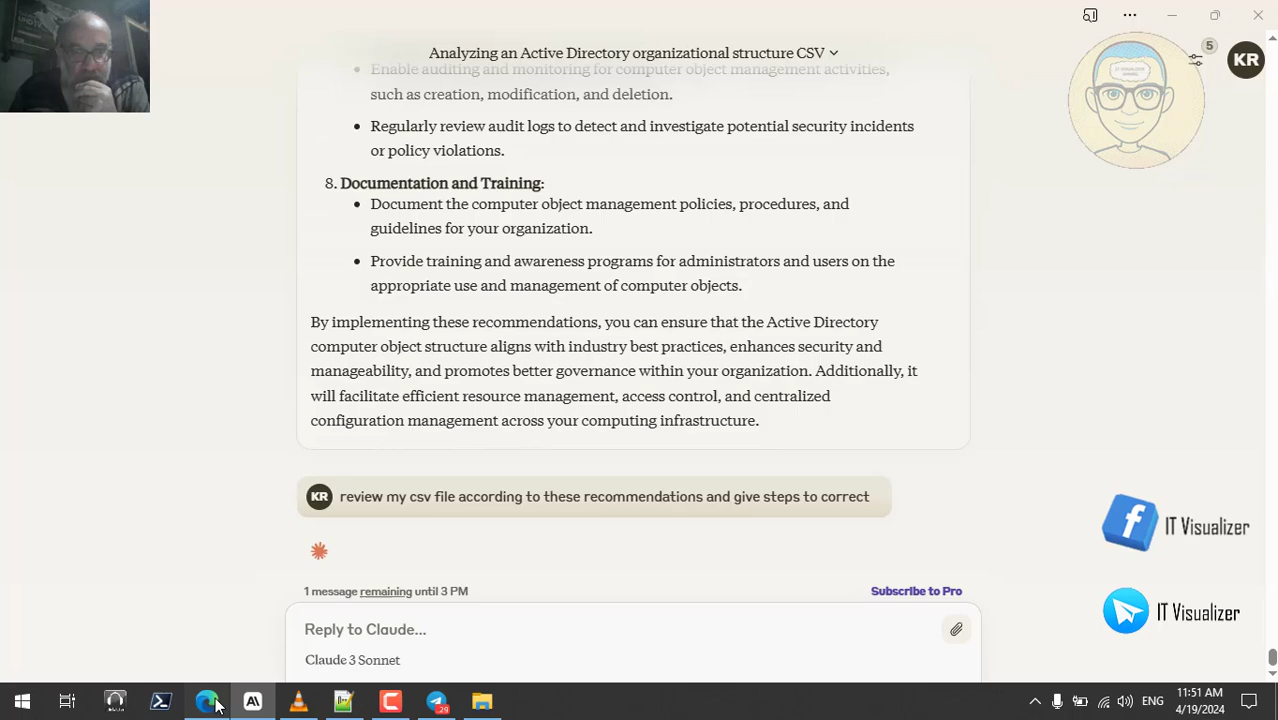 Analyzing an Active Directory organizational structure CSV
5
KR
Enable auditing and monitoring for computer object management activities,
such as creation, modification, and deletion.
Regularly review audit logs to detect and investigate potential security incidents
or policy violations.
8. Documentation and Training:
Document the computer object management policies, procedures, and
guidelines for your organization.
Provide training and awareness programs for administrators and users on the
appropriate use and management of computer objects.
By implementing these recommendations, you can ensure that the Active Directory
computer object structure aligns with industry best practices, enhances security and
manageability, and promotes better governance within your organization. Additionally, it
will facilitate efficient resource management, access control, and centralized
configuration management across your computing infrastructure.
KR review my csv file according to these recommendations and give steps to correct
IT Visualizer
1 message remaining until 3 PM Subscribe to Pro
IT Visualizer
Reply to Claude...
Claude 3 Sonnet
29
ENG
11:51 AM
4/19/2024